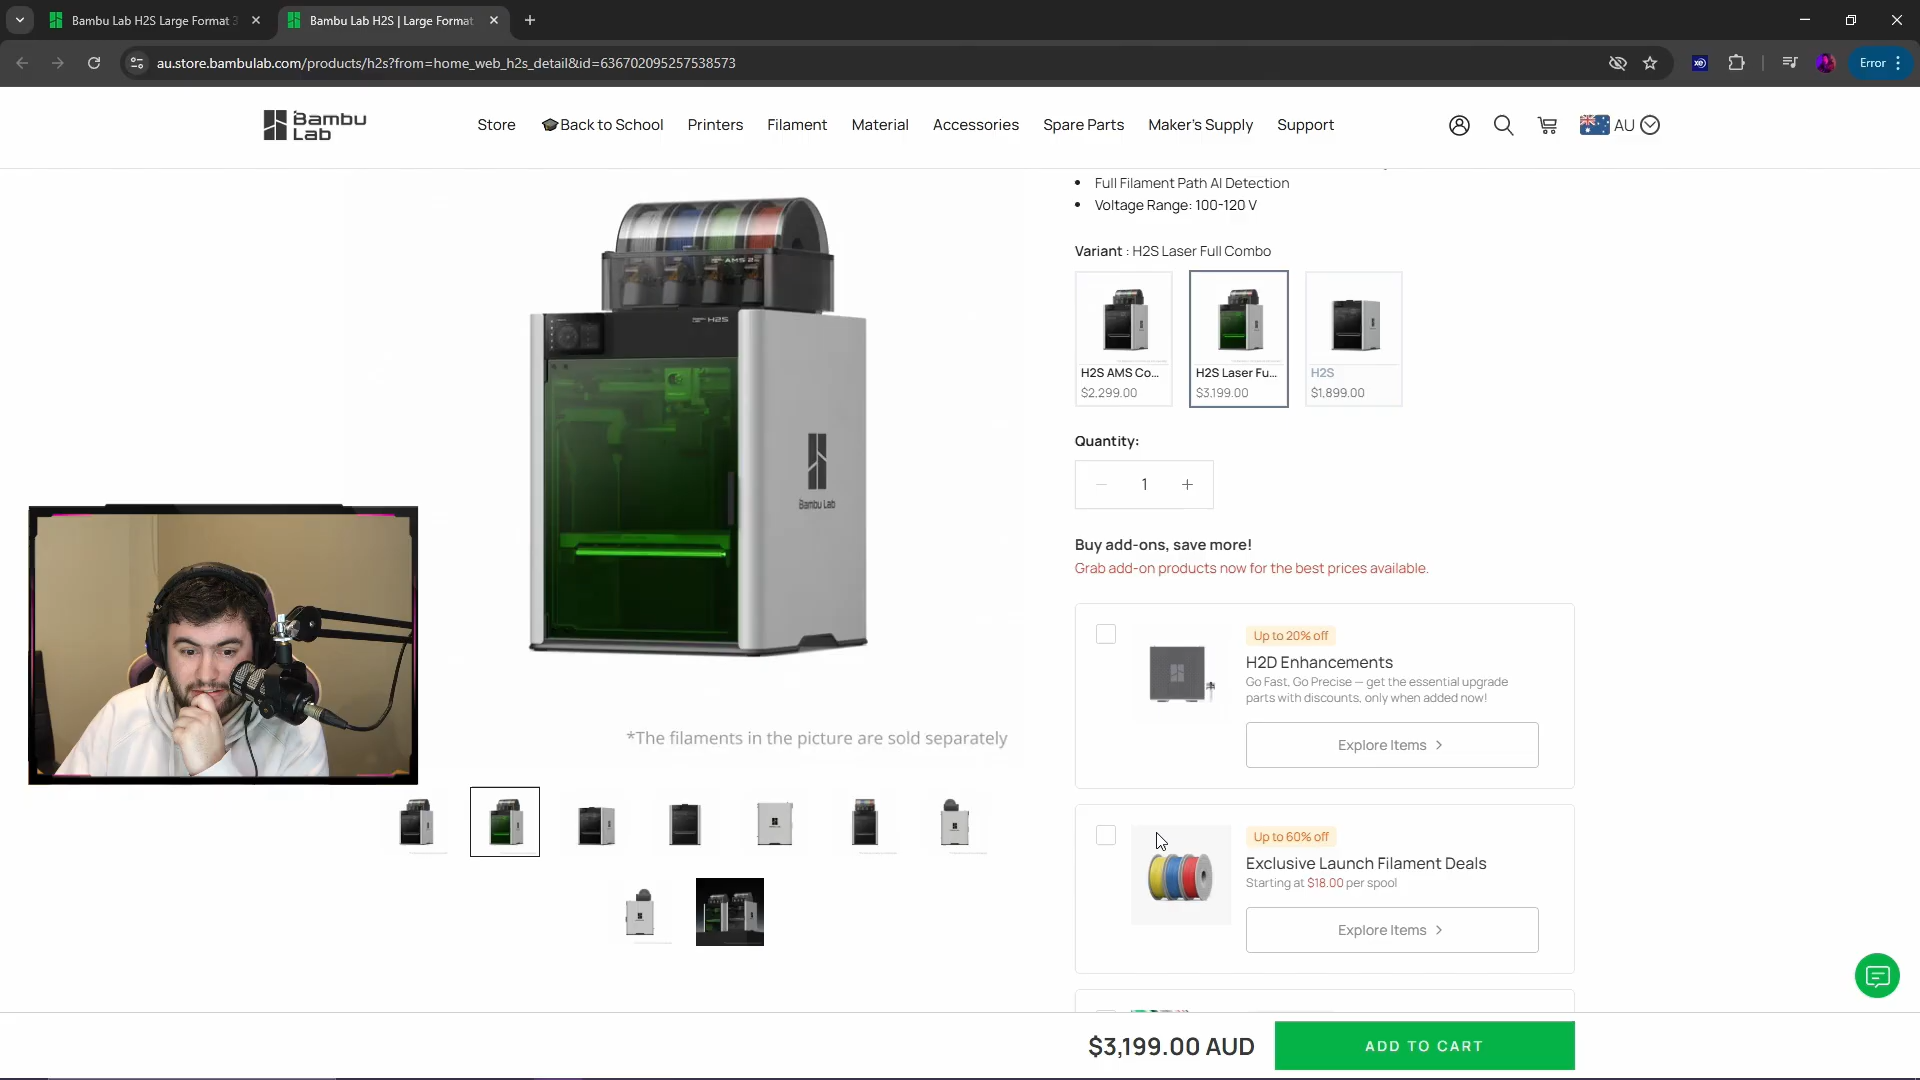 Bambu Lab H2S Large Format 3
Bambu Lab H2S | Large Format
au.store.bambulab.com/products/h2s?from=home_web_h2s_detail&id=636702095257538573
Error
Bambu
Lab
Store
🎓Back to School
Printers
Filament
Material
Accessories
Spare Parts
Maker's Supply
Support
AU
• Full Filament Path AI Detection
• Voltage Range: 100-120 V
Variant : H2S Laser Full Combo
H2S AMS Co...
$2,299.00
H2S Laser Fu...
$3,199.00
H2S
$1,899.00
Quantity:
1
Buy add-ons, save more!
Grab add-on products now for the best prices available.
Up to 20% off
H2D Enhancements
Go Fast, Go Precise — get the essential upgrade
parts with discounts, only when added now!
Explore Items
Up to 60% off
Exclusive Launch Filament Deals
Starting at $18.00 per spool
Explore Items
H2S
Bambu Lab
*The filaments in the picture are sold separately
$3,199.00 AUD
ADD TO CART